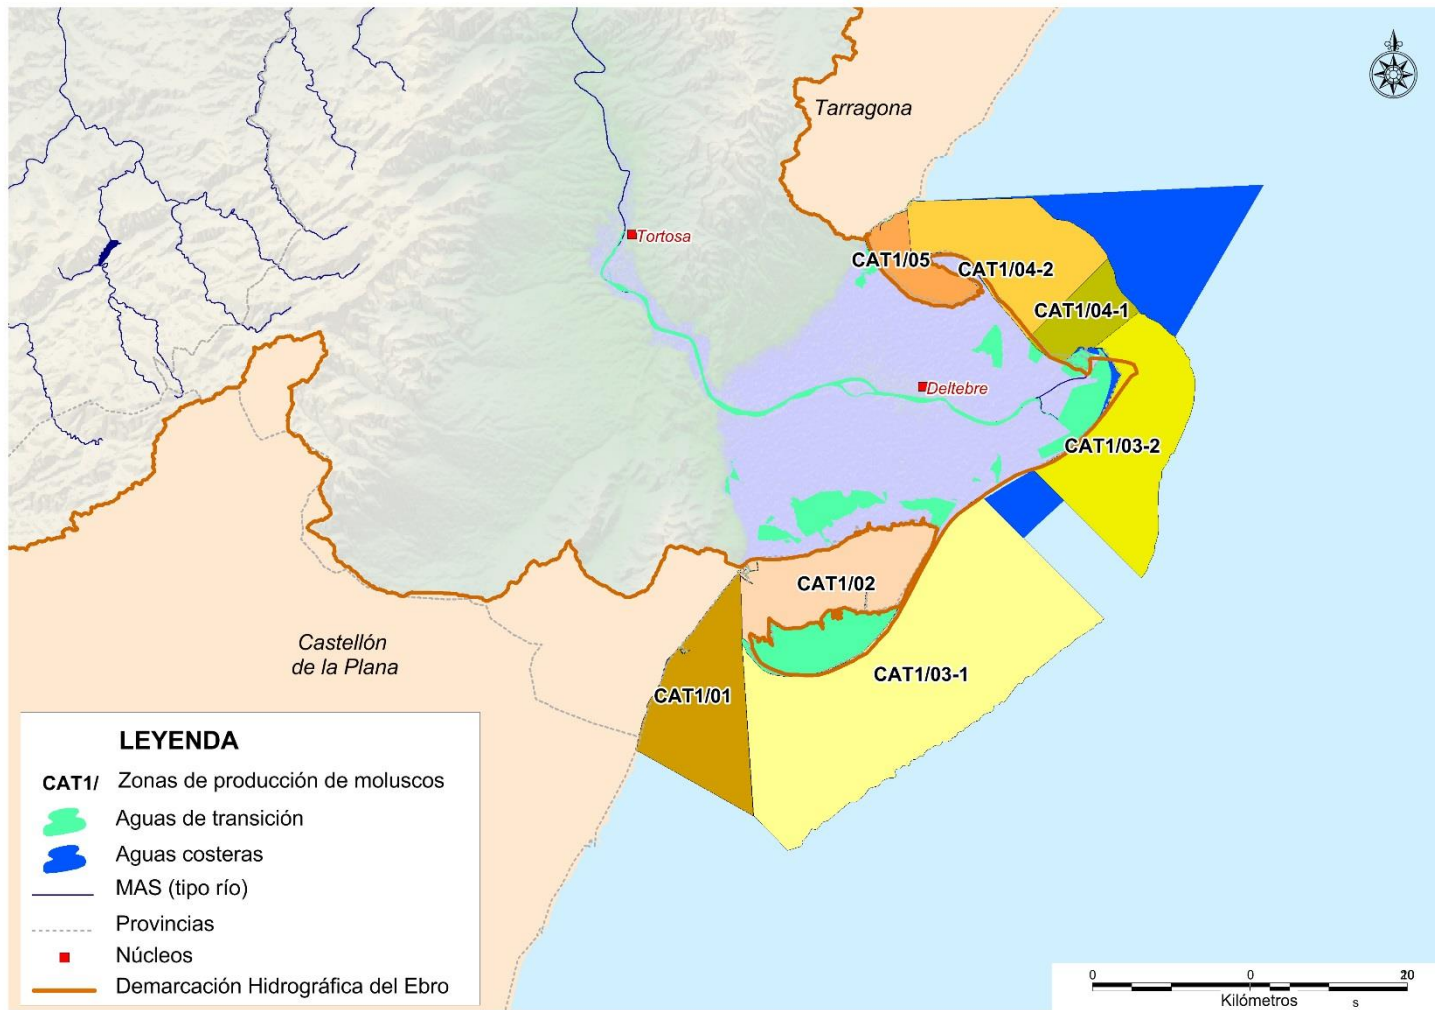 Tarragona
Tortosa
CAT1/05
CAT1/04-2
CAT1/04-1
Deltebre
CAT1/03-2
CAT1/02
Castellón
de la Plana
CAT1/03-1
CAT1/01
LEYENDA
CAT1/ Zonas de producción de moluscos
Aguas de transición
Aguas costeras
MAS (tipo río)
Provincias
Núcleos
Demarcación Hidrográfica del Ebro
0 0
Kilómetros s